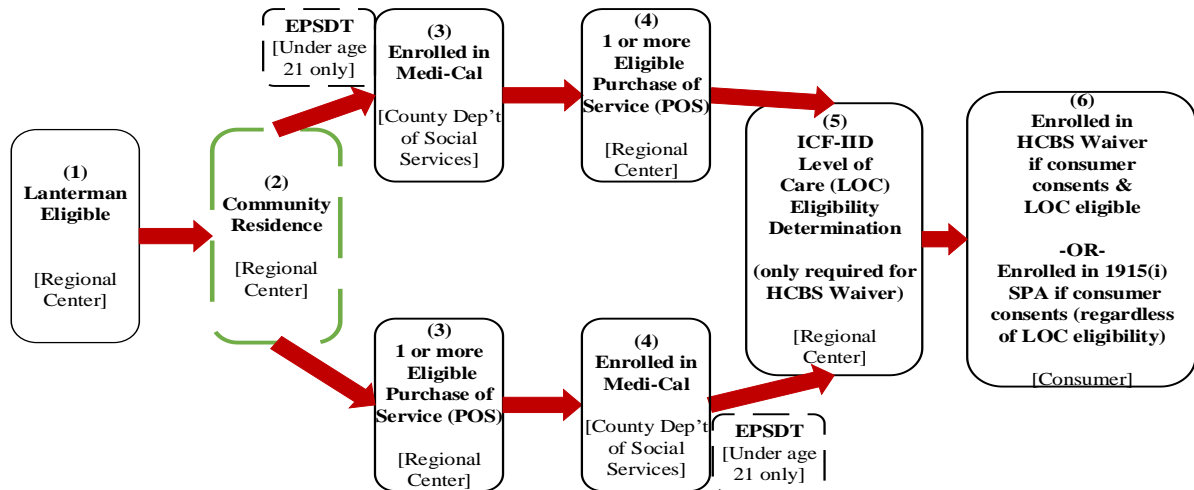 (1)
Lanterman
Eligible
[Regional
Center]
(2)
Community
Residence
[Regional
Center]
EPSDT
[Under age
21 only]
(3)
Enrolled in
Medi-Cal
[County Dep't
of Social
Services]
(4)
1 or more
Eligible
Purchase of
Service (POS)
[Regional
Center]
(3)
1 or more
Eligible
Purchase of
Service (POS)
[Regional
Center]
(4)
Enrolled in
Medi-Cal
[County Dep't
of Social
Services]
EPSDT
[Under age
21 only]
(5)
ICF-IID
Level of
Care (LOC)
Eligibility
Determination
(only required for
HCBS Waiver)
[Regional
Center]
(6)
Enrolled in
HCBS Waiver
if consumer
consents &
LOC eligible
-OR-
Enrolled in 1915(i)
SPA if consumer
consents (regardless
of LOC eligibility)
[Consumer]